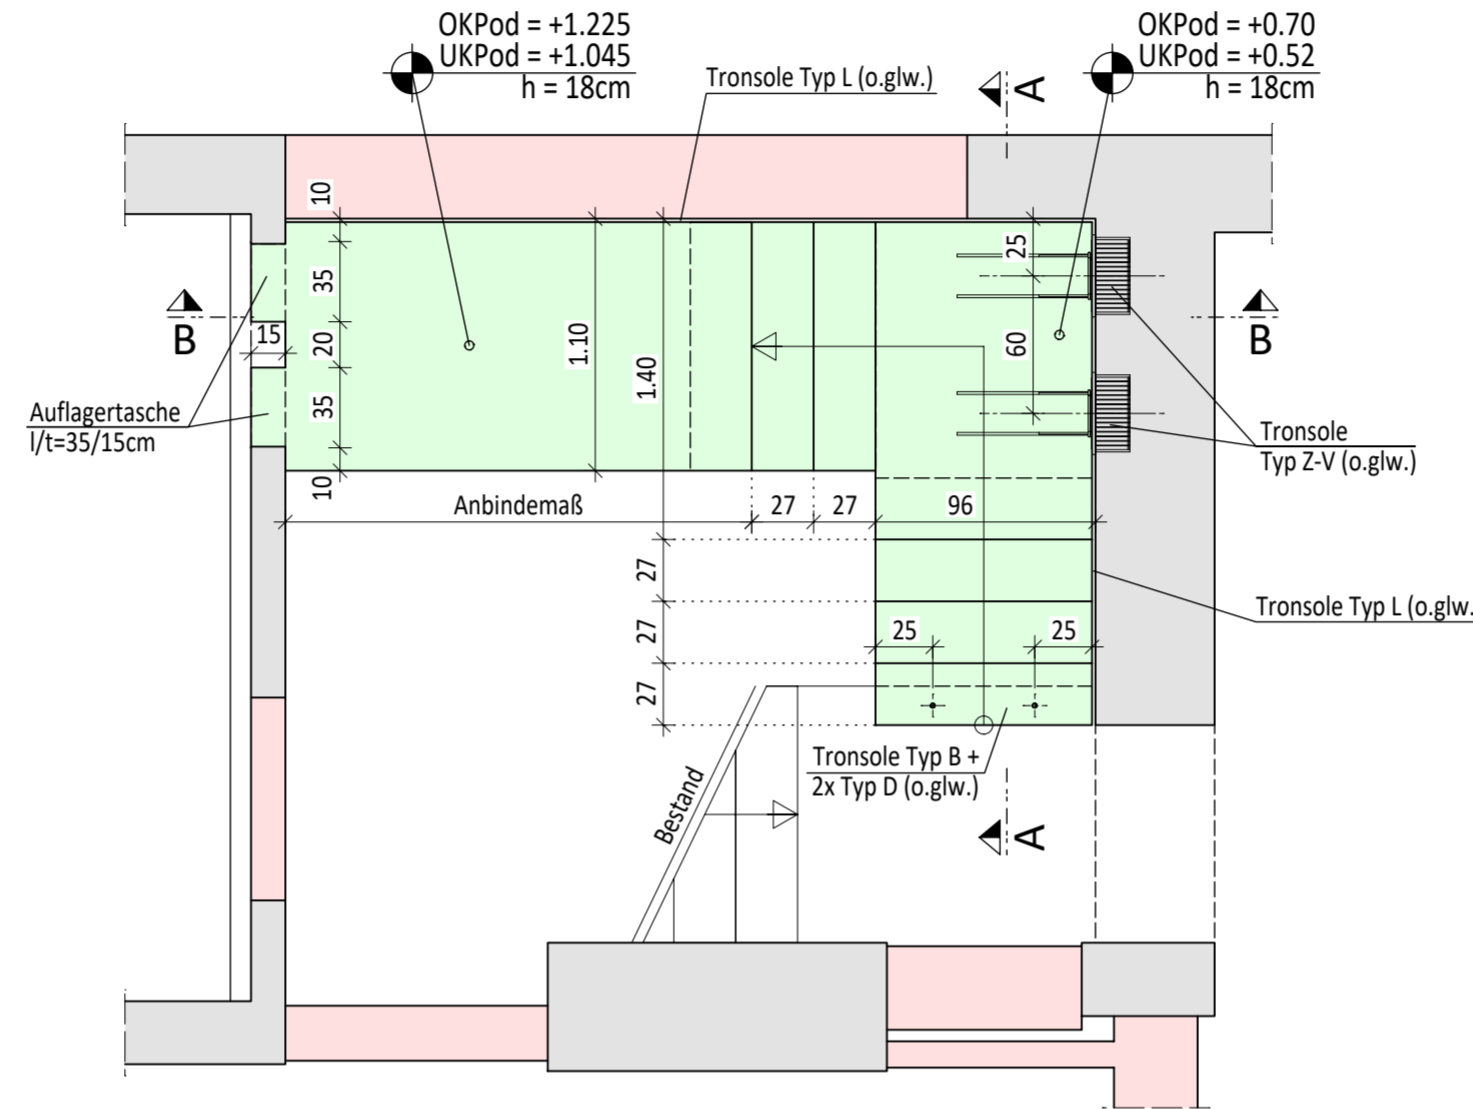 OKPod = +1.225
UKPod = +1.045
h = 18cm
OKPod = +0.70
UKPod = +0.52
h = 18cm
Tronsole Typ L (o.glw.)
A
10
25
35
B
15
20
1.10
1.40
60
B
35
Auflagertasche
l/t=35/15cm
Tronsole
Typ Z-V (o.glw.)
10
Anbindemaß
27
27
96
27
Tronsole Typ L (o.glw.
27
25
25
27
Tronsole Typ B +
2x Typ D (o.glw.)
Bestand
A